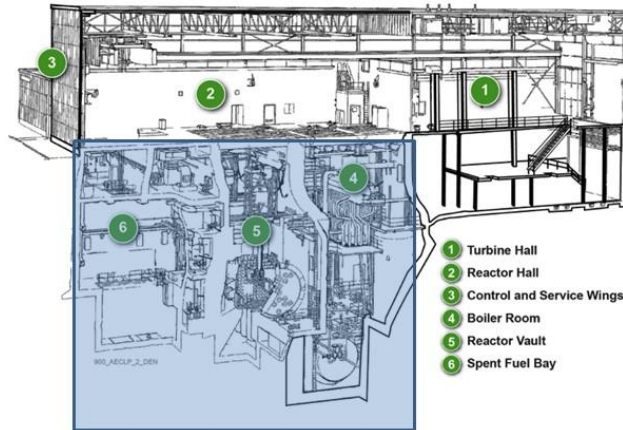 3
2
1
4
6
5
900_AECLP_2_DEN
1 Turbine Hall
2 Reactor Hall
3 Control and Service Wings
4 Boiler Room
5 Reactor Vault
6 Spent Fuel Bay